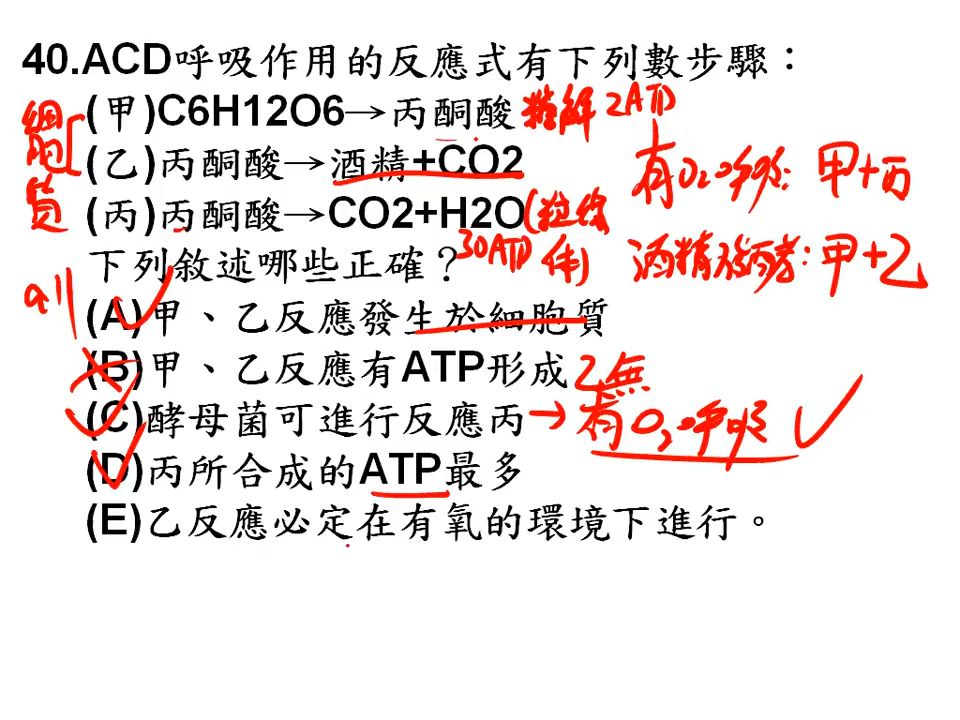 40.ACD呼吸作用的反應式有下列數步驟：
(甲)C6H12O6→丙酮酸 糖解 2ATP
細胞質
(乙)丙酮酸→酒精+CO2
有O2呼吸: 甲+丙
(丙)丙酮酸→CO2+H2O(粒線體)
30ATP
酒精發酵: 甲+乙
下列敘述哪些正確？
(A)甲、乙反應發生於細胞質
(B)甲、乙反應有ATP形成 乙無
(C)酵母菌可進行反應丙→有O2呼吸
(D)丙所合成的ATP最多
(E)乙反應必定在有氧的環境下進行。